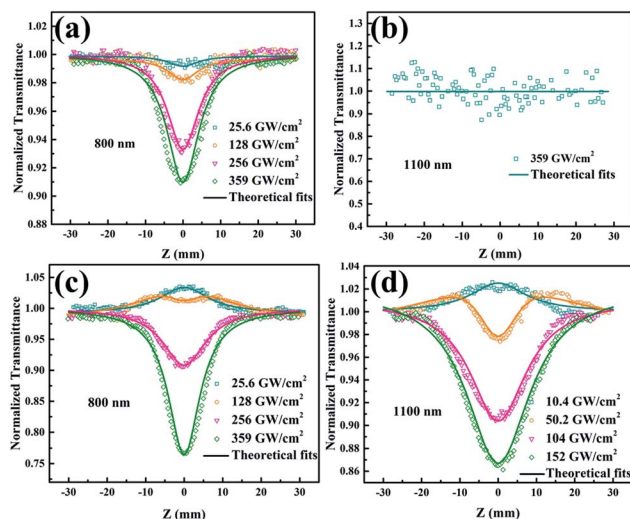 (a)
Normalized Transmittance
1.02
1.00
0.98
0.96
0.94
0.92
0.90
0.88
800 nm
25.6 GW/cm²
128 GW/cm²
256 GW/cm²
359 GW/cm²
Theoretical fits
-30 -20 -10 0 10 20 30
Z (mm)
(b)
Normalized Transmittance
1.3
1.2
1.1
1.0
0.9
0.8
0.7
0.6
0.5
0.4
1100 nm
359 GW/cm²
Theoretical fits
-30 -20 -10 0 10 20 30
Z (mm)
(c)
Normalized Transmittance
1.05
1.00
0.95
0.90
0.85
0.80
0.75
800 nm
25.6 GW/cm²
128 GW/cm²
256 GW/cm²
359 GW/cm²
Theoretical fits
-30 -20 -10 0 10 20 30
Z (mm)
(d)
Normalized Transmittance
1.04
1.02
1.00
0.98
0.96
0.94
0.92
0.90
0.88
0.86
1100 nm
10.4 GW/cm²
50.2 GW/cm²
104 GW/cm²
152 GW/cm²
Theoretical fits
-30 -20 -10 0 10 20 30
Z (mm)